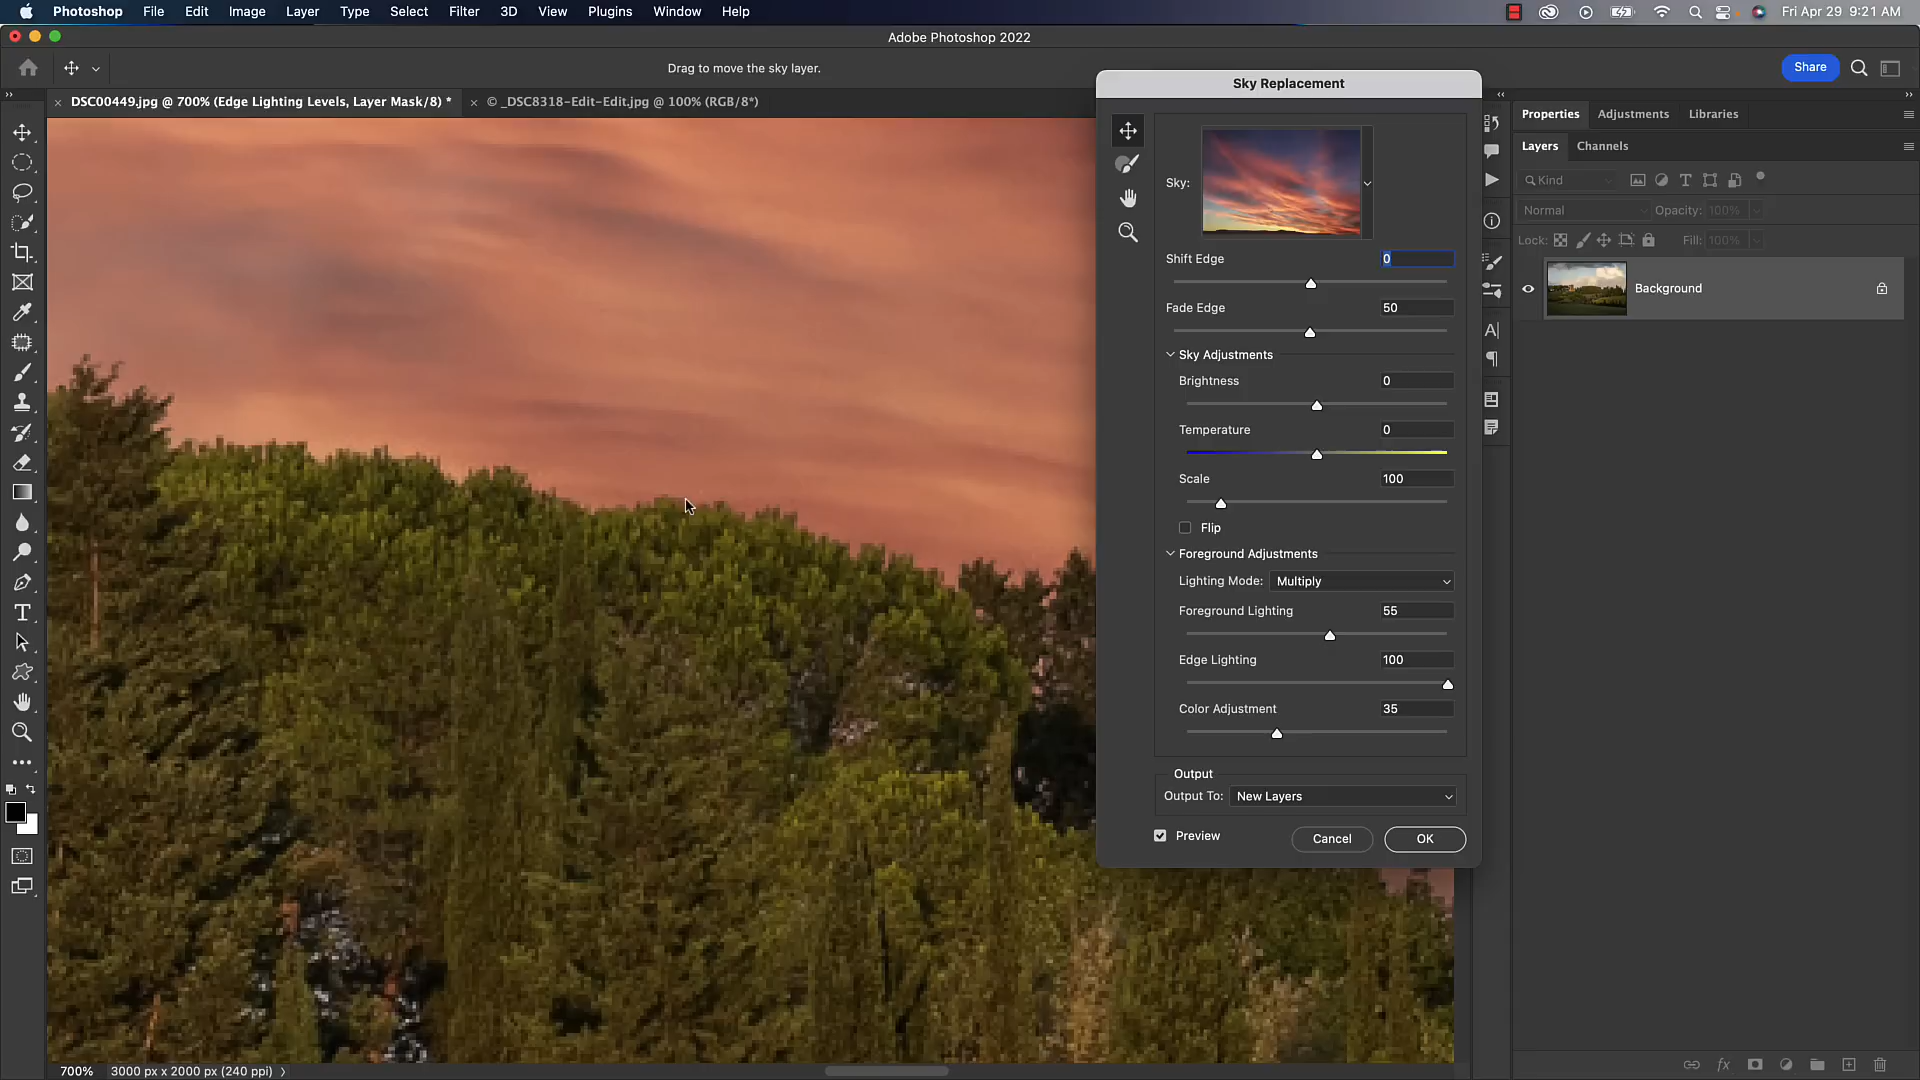 Photoshop File Edit Image Layer Type Select Filter 3D View Plugins Window Help Fri Apr 29 9:21 AM
Adobe Photoshop 2022
Drag to move the sky layer.
Share
DSC00449.jpg @ 700% (Edge Lighting Levels, Layer Mask/8) *
© _DSC8318-Edit-Edit.jpg @ 100% (RGB/8*)
Sky Replacement
Sky:
Shift Edge 0
Fade Edge 50
Sky Adjustments
Brightness 0
Temperature 0
Scale 100
Flip
Foreground Adjustments
Lighting Mode: Multiply
Foreground Lighting 55
Edge Lighting 100
Color Adjustment 35
Output
Output To: New Layers
Preview Cancel OK
Properties Adjustments Libraries
Layers Channels
Kind
Normal Opacity: 100%
Lock: Fill: 100%
Background
700% 3000 px x 2000 px (240 ppi)